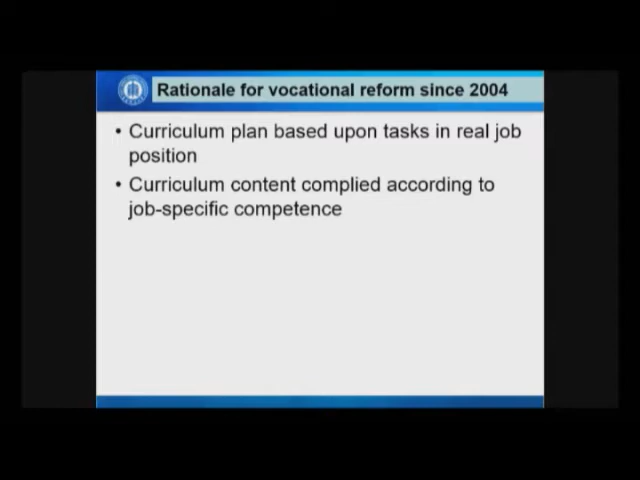 Rationale for vocational reform since 2004
• Curriculum plan based upon tasks in real job
position
• Curriculum content complied according to
job-specific competence